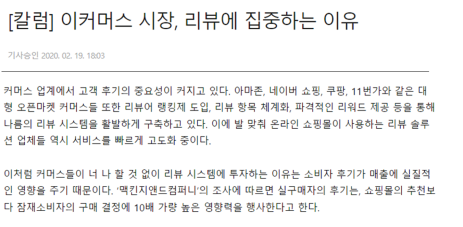 [칼럼] 이커머스 시장, 리뷰에 집중하는 이유
기사승인 2020. 02. 19. 18:03
커머스 업계에서 고객 후기의 중요성이 커지고 있다. 아마존, 네이버 쇼핑, 쿠팡, 11번가와 같은 대
형 오픈마켓 커머스들 또한 리뷰어 랭킹제 도입, 리뷰 항목 체계화, 파격적인 리워드 제공 등을 통해
나름의 리뷰 시스템을 활발하게 구축하고 있다. 이에 발 맞춰 온라인 쇼핑몰이 사용하는 리뷰 솔루
션 업체들 역시 서비스를 빠르게 고도화 중이다.
이처럼 커머스들이 너 나 할 것 없이 리뷰 시스템에 투자하는 이유는 소비자 후기가 매출에 실질적
인 영향을 주기 때문이다. '맥킨지앤드컴퍼니'의 조사에 따르면 실구매자의 후기는, 쇼핑몰의 추천보
다 잠재소비자의 구매 결정에 10배 가량 높은 영향력을 행사한다고 한다.